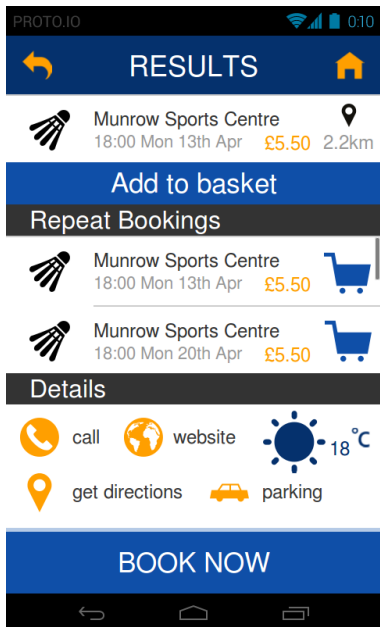 PROTO.IO 0:10
RESULTS
Munrow Sports Centre
18:00 Mon 13th Apr £5.50 2.2km
Add to basket
Repeat Bookings
Munrow Sports Centre
18:00 Mon 13th Apr £5.50
Munrow Sports Centre
18:00 Mon 20th Apr £5.50
Details
call website 18 °C
get directions parking
BOOK NOW